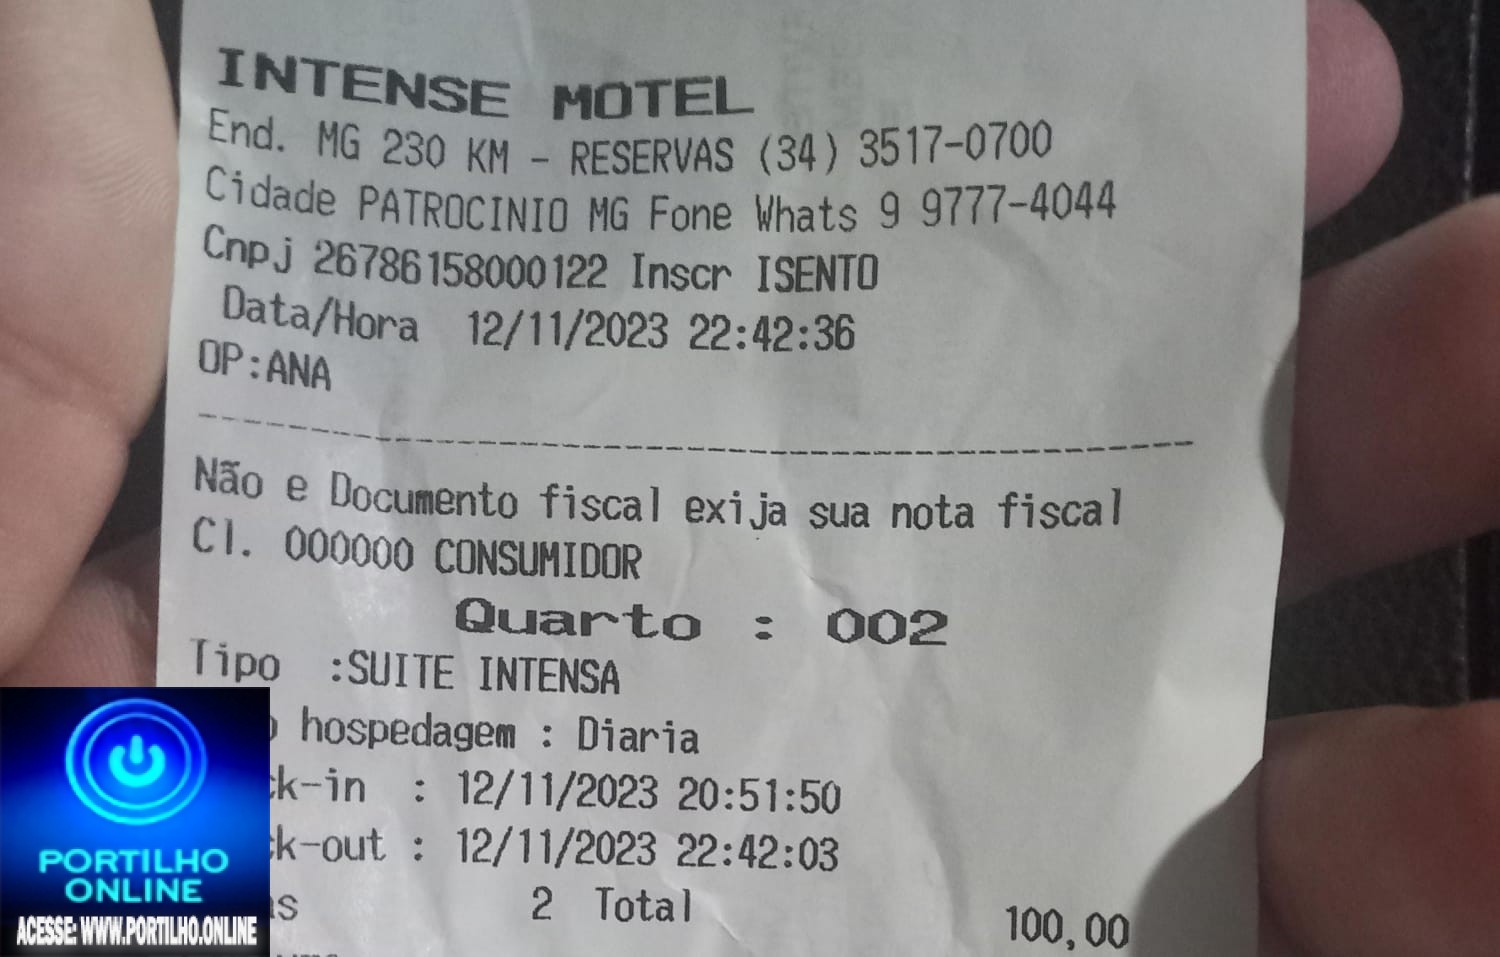 INTENSE MOTEL
End. MG 230 KM - RESERVAS (34) 3517-0700
Cidade PATROCINIO MG Fone Whats 9 9777-4044
Cnpj 26786158000122 Inscr ISENTO
Data/Hora 12/11/2023 22:42:36
OP:ANA
Não e Documento fiscal exija sua nota fiscal
Cl. 000000 CONSUMIDOR
Quarto : 002
Tipo :SUITE INTENSA
hospedagem : Diaria
ck-in : 12/11/2023 20:51:50
ck-out : 12/11/2023 22:42:03
2 Total 100,00
PORTILHO
ONLINE
ACESSE: WWW.PORTILHO.ONLINE